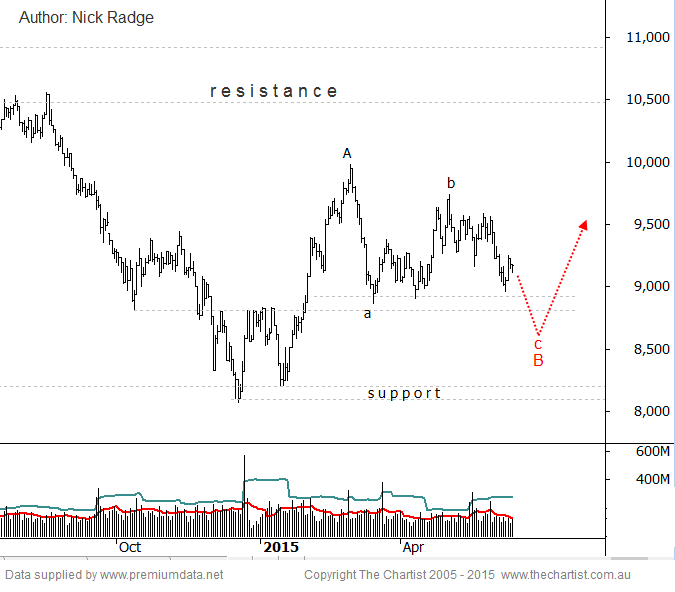 Author: Nick Radge
11,000
resistance
10,500
A
10,000
b
9,500
9,000
a
8,500
c
B
support
8,000
600M
400M
Oct 2015 Apr
Data supplied by www.premiumdata.net Copyright The Chartist 2005 - 2015 www.thechartist.com.au